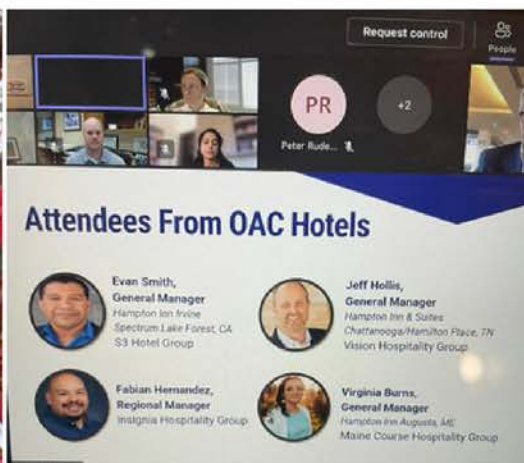 Request control
People
PR
+2
Peter Rude...
Attendees From OAC Hotels
Evan Smith,
General Manager
Hampton Inn Irvine
Spectrum Lake Forest, CA
S3 Hotel Group
Jeff Hollis,
General Manager
Hampton Inn & Suites
Chattanooga/Hamilton Place, TN
Vision Hospitality Group
Fabian Hernandez,
Regional Manager
Insignia Hospitality Group
Virginia Burns,
General Manager
Hampton Inn Augusta, ME
Maine Course Hospitality Group